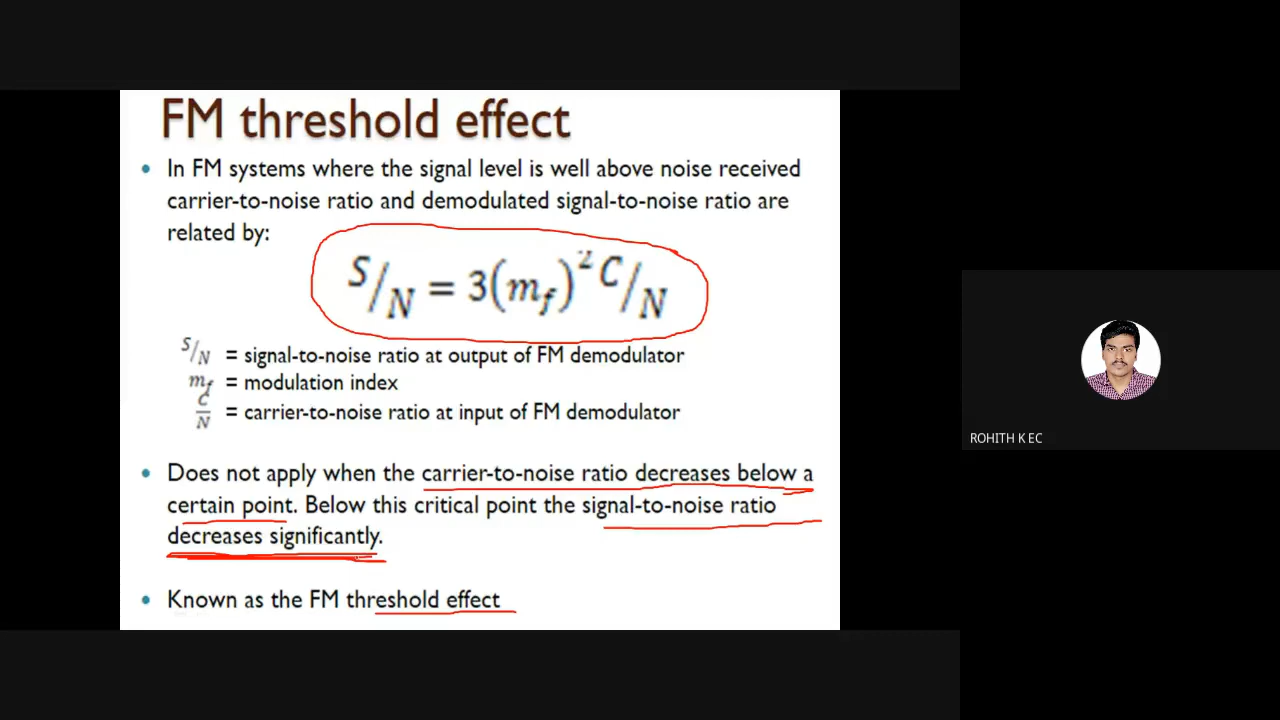 FM threshold effect
• In FM systems where the signal level is well above noise received
carrier-to-noise ratio and demodulated signal-to-noise ratio are
related by:
S/N = 3(m_f)^2 C/N
S/N = signal-to-noise ratio at output of FM demodulator
m_f = modulation index
C/N = carrier-to-noise ratio at input of FM demodulator
• Does not apply when the carrier-to-noise ratio decreases below a
certain point. Below this critical point the signal-to-noise ratio
decreases significantly.
• Known as the FM threshold effect
ROHITH K EC